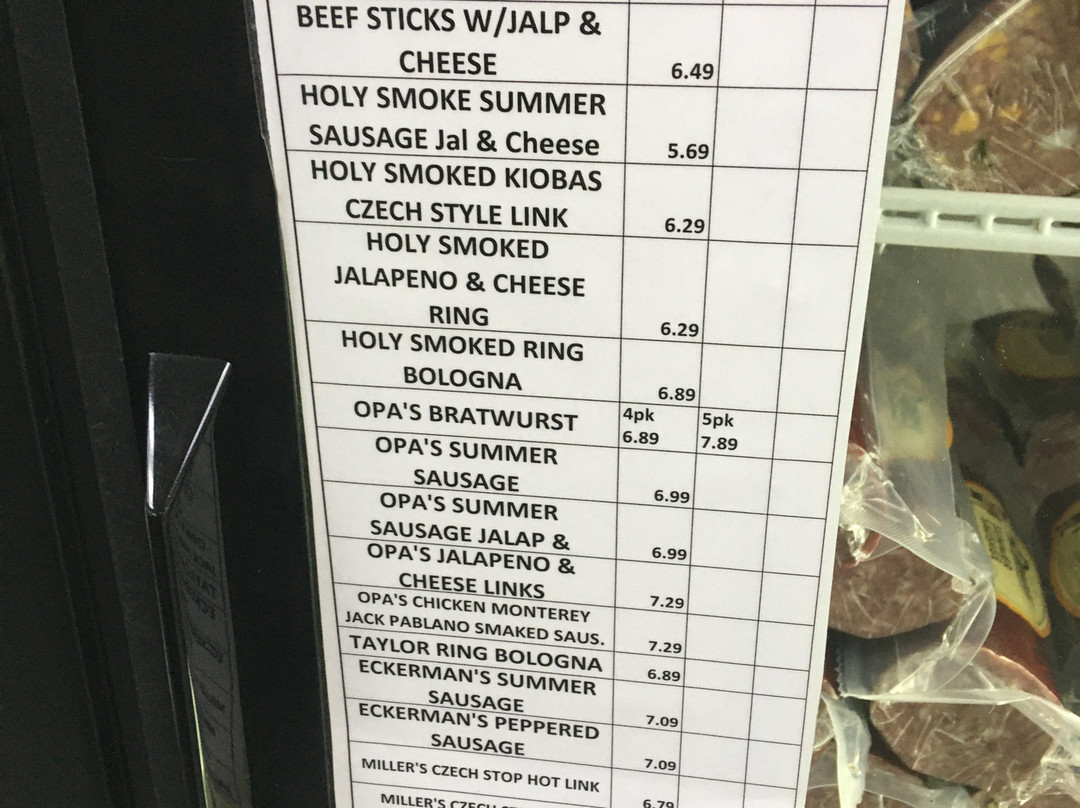 BEEF STICKS W/JALP &
CHEESE 6.49
HOLY SMOKE SUMMER
SAUSAGE Jal & Cheese 5.69
HOLY SMOKED KIOBAS
CZECH STYLE LINK 6.29
HOLY SMOKED
JALAPENO & CHEESE
RING 6.29
HOLY SMOKED RING
BOLOGNA 6.89
OPA'S BRATWURST 4pk 5pk
6.89 7.89
OPA'S SUMMER
SAUSAGE 6.99
OPA'S SUMMER
SAUSAGE JALAP & 6.99
OPA'S JALAPENO &
CHEESE LINKS 7.29
OPA'S CHICKEN MONTEREY
JACK PABLANO SMAKED SAUS. 7.29
TAYLOR RING BOLOGNA 6.89
ECKERMAN'S SUMMER
SAUSAGE 7.09
ECKERMAN'S PEPPERED
SAUSAGE 7.09
MILLER'S CZECH STOP HOT LINK 6.79
MILLER'S CZECH